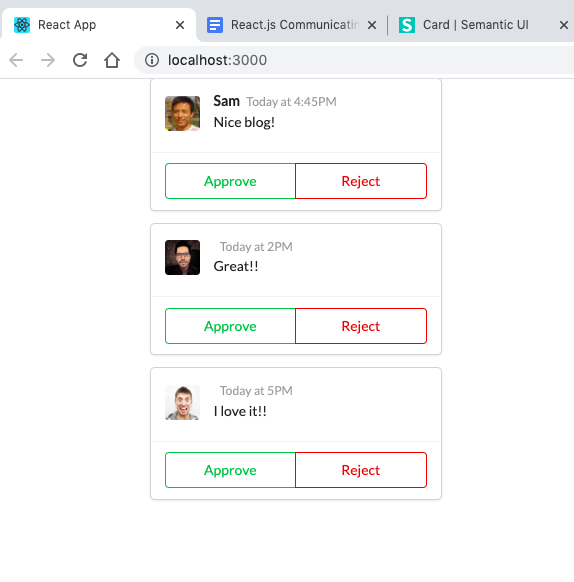 React App
React.js Communicatin
Card | Semantic UI
localhost:3000
Sam Today at 4:45PM
Nice blog!
Approve Reject
Today at 2PM
Great!!
Approve Reject
Today at 5PM
I love it!!
Approve Reject